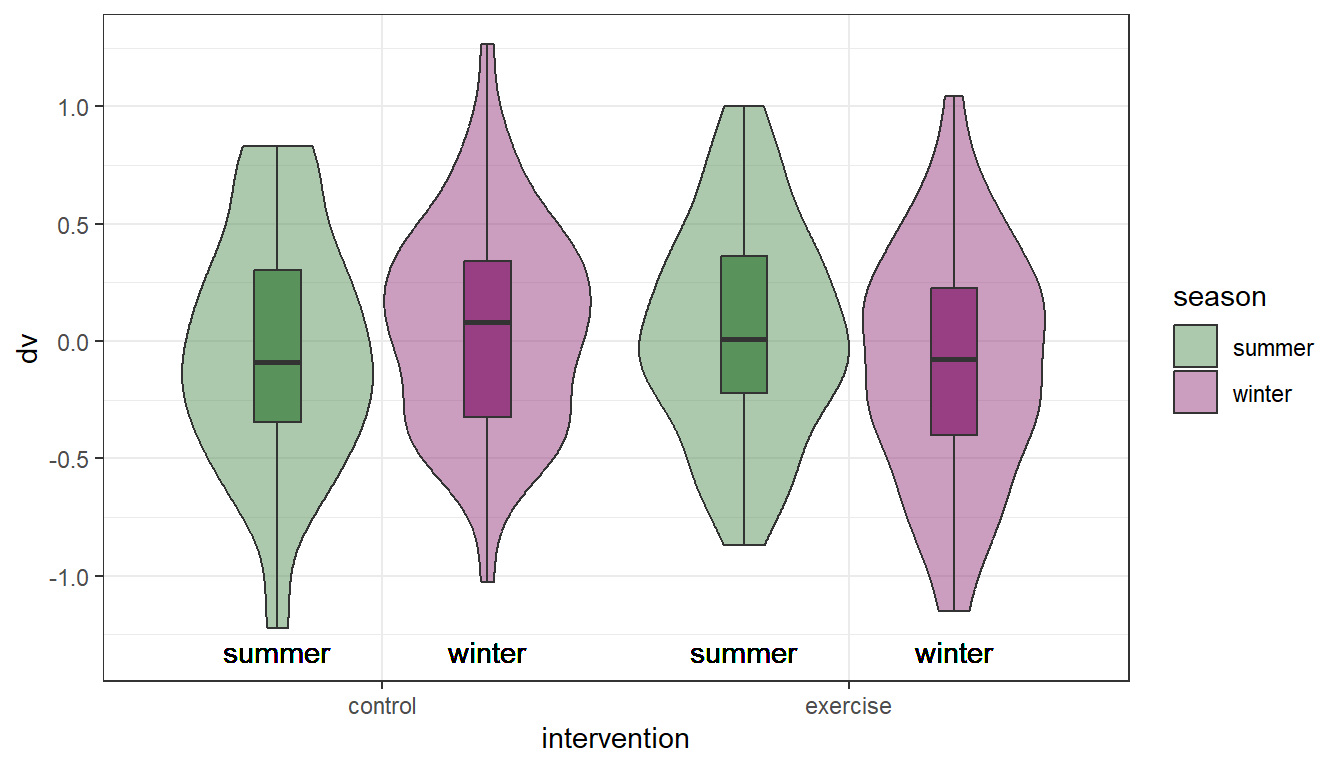 1.0
0.5
0.0
-0.5
-1.0
dv
summer winter summer winter
control exercise
intervention
season
summer
winter